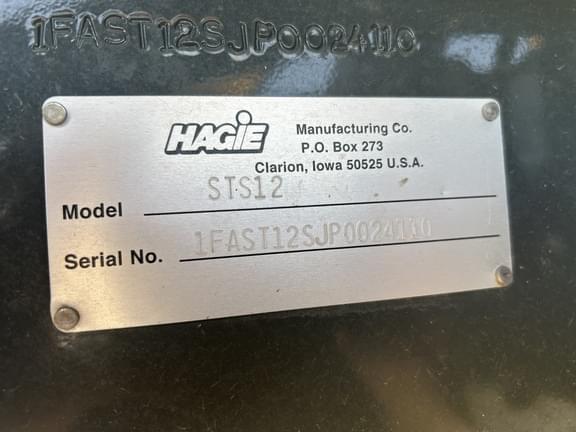 1FAST12SJP0024110
HAGIE
Manufacturing Co.
P.O. Box 273
Clarion, Iowa 50525 U.S.A.
Model STS12
Serial No. 1FAST12SJP0024110